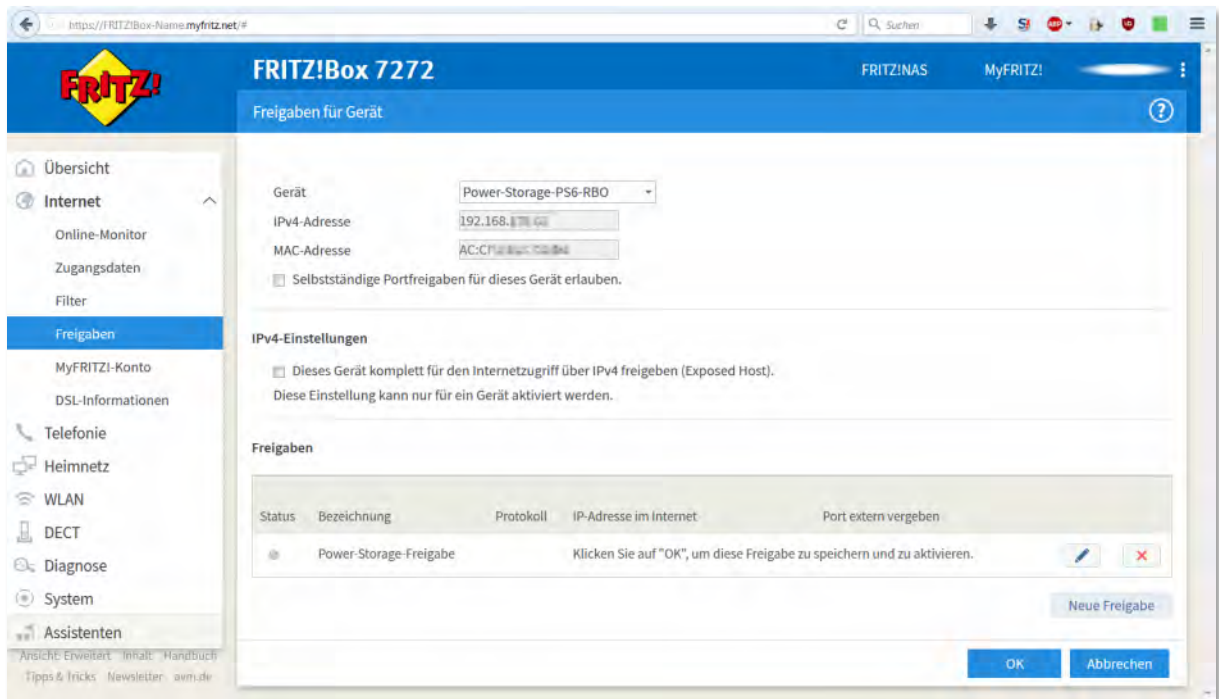 https://FRITZ!Box-Name.myfritz.net/#
Suchen
S!
ABP
FRITZ!
FRITZ!Box 7272
FRITZ!NAS
MyFRITZ!
Freigaben für Gerät
?
Übersicht
Internet
Online-Monitor
Zugangsdaten
Filter
Freigaben
MyFRITZ!-Konto
DSL-Informationen
Telefonie
Heimnetz
WLAN
DECT
Diagnose
System
Assistenten
Ansicht: Erweitert Inhalt Handbuch
Tipps & Tricks Newsletter avm.de
Gerät Power-Storage-PS6-RBO
IPv4-Adresse 192.168.
MAC-Adresse AC:C
Selbstständige Portfreigaben für dieses Gerät erlauben.
IPv4-Einstellungen
Dieses Gerät komplett für den Internetzugriff über IPv4 freigeben (Exposed Host).
Diese Einstellung kann nur für ein Gerät aktiviert werden.
Freigaben
Status Bezeichnung Protokoll IP-Adresse im Internet Port extern vergeben
Power-Storage-Freigabe Klicken Sie auf "OK", um diese Freigabe zu speichern und zu aktivieren.
Neue Freigabe
OK Abbrechen